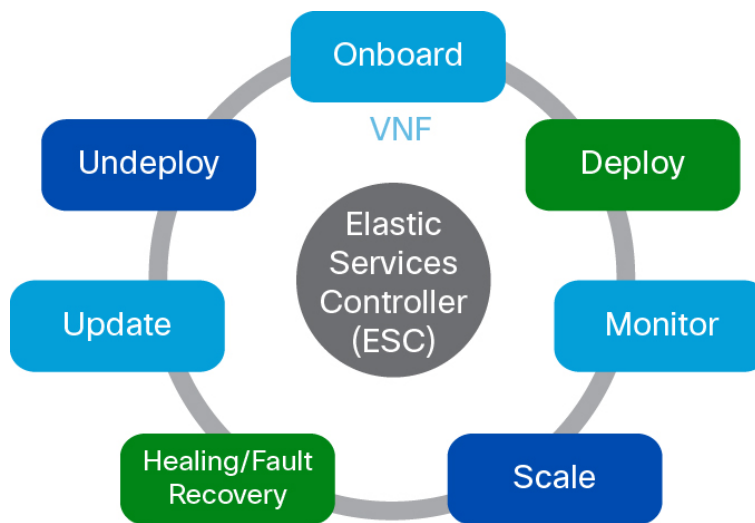 Onboard
VNF
Undeploy
Deploy
Elastic
Services
Controller
(ESC)
Update
Monitor
Healing/Fault
Recovery
Scale